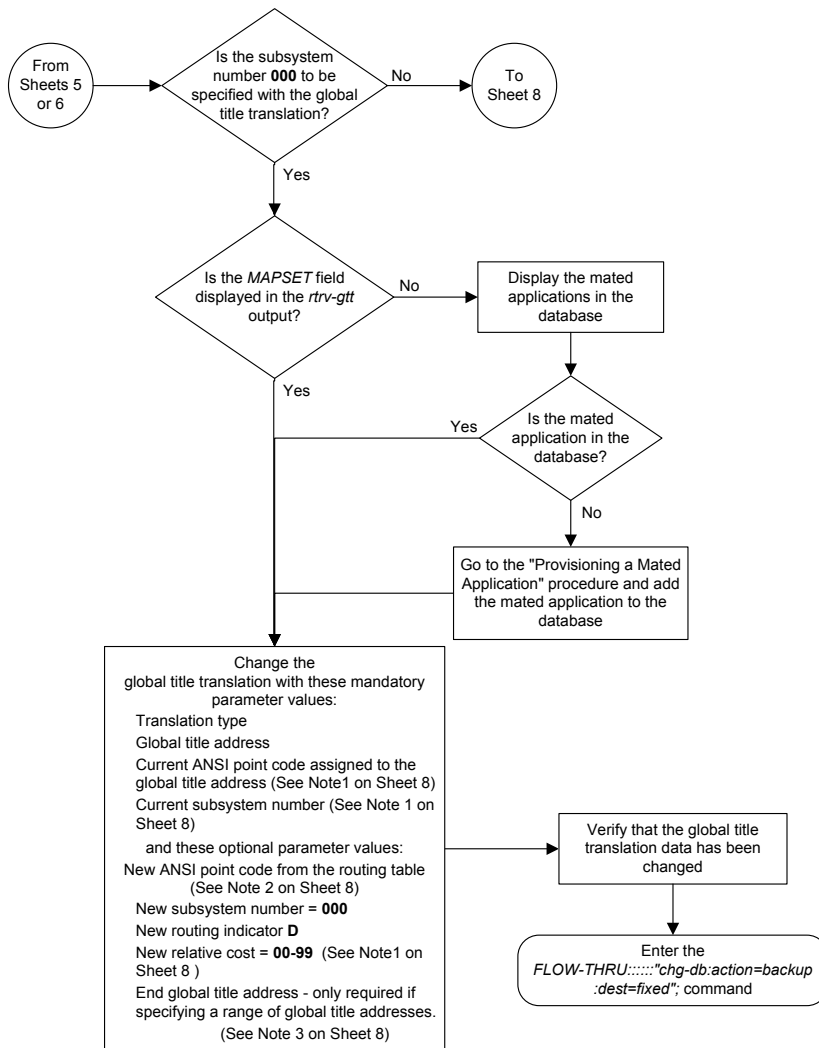 From
Sheets 5
or 6
Is the subsystem
number 000 to be
specified with the global
title translation?
No
To
Sheet 8
Yes
Is the MAPSET field
displayed in the rtrv-gtt
output?
No
Display the mated
applications in the
database
Yes
Yes
Is the mated
application in the
database?
No
Go to the "Provisioning a Mated
Application" procedure and add
the mated application to the
database
Change the
global title translation with these mandatory
parameter values:
Translation type
Global title address
Current ANSI point code assigned to the
global title address (See Note1 on Sheet 8)
Current subsystem number (See Note 1 on
Sheet 8)
and these optional parameter values:
New ANSI point code from the routing table
(See Note 2 on Sheet 8)
New subsystem number = 000
New routing indicator D
New relative cost = 00-99 (See Note1 on
Sheet 8 )
End global title address - only required if
specifying a range of global title addresses.
(See Note 3 on Sheet 8)
Verify that the global title
translation data has been
changed
Enter the
FLOW-THRU::::::"chg-db:action=backup
:dest=fixed"; command